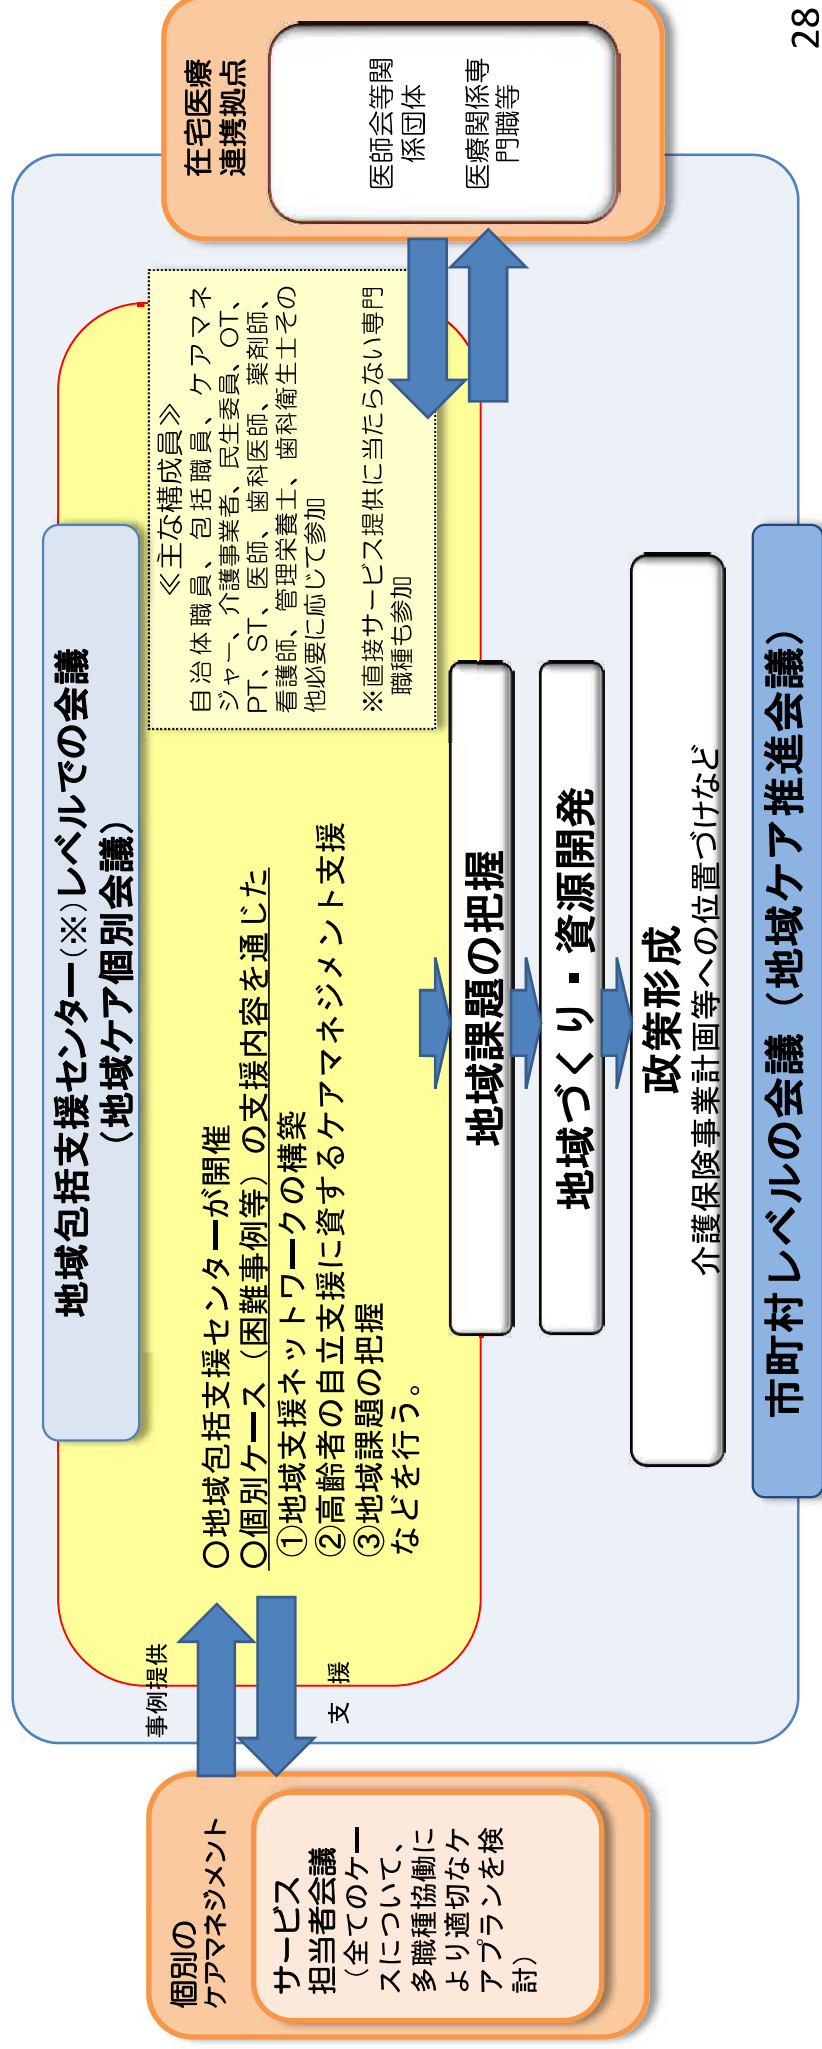 地域包括支援センター(※)レベルでの会議
（地域ケア個別会議）
○地域包括支援センターが開催
○個別ケース（困難事例等）の支援内容を通じた
①地域支援ネットワークの構築
②高齢者の自立支援に資するケアマネジメント支援
③地域課題の把握
などを行う。
≪主な構成員≫
自治体職員、包括職員、ケアマネ
ジャー、介護事業者、民生委員、OT、
PT、ST、医師、歯科医師、薬剤師、
看護師、管理栄養士、歯科衛生士その
他必要に応じて参加
※直接サービス提供に当たらない専門
職種も参加
事例提供
支 援
個別の
ケアマネジメント
サービス
担当者会議
（全てのケー
スについて、
多職種協働に
より適切なケ
アプランを検
討）
在宅医療
連携拠点
医師会等関
係団体
医療関係専
門職等
地域課題の把握
地域づくり・資源開発
政策形成
介護保険事業計画等への位置づけなど
市町村レベルの会議（地域ケア推進会議）
28